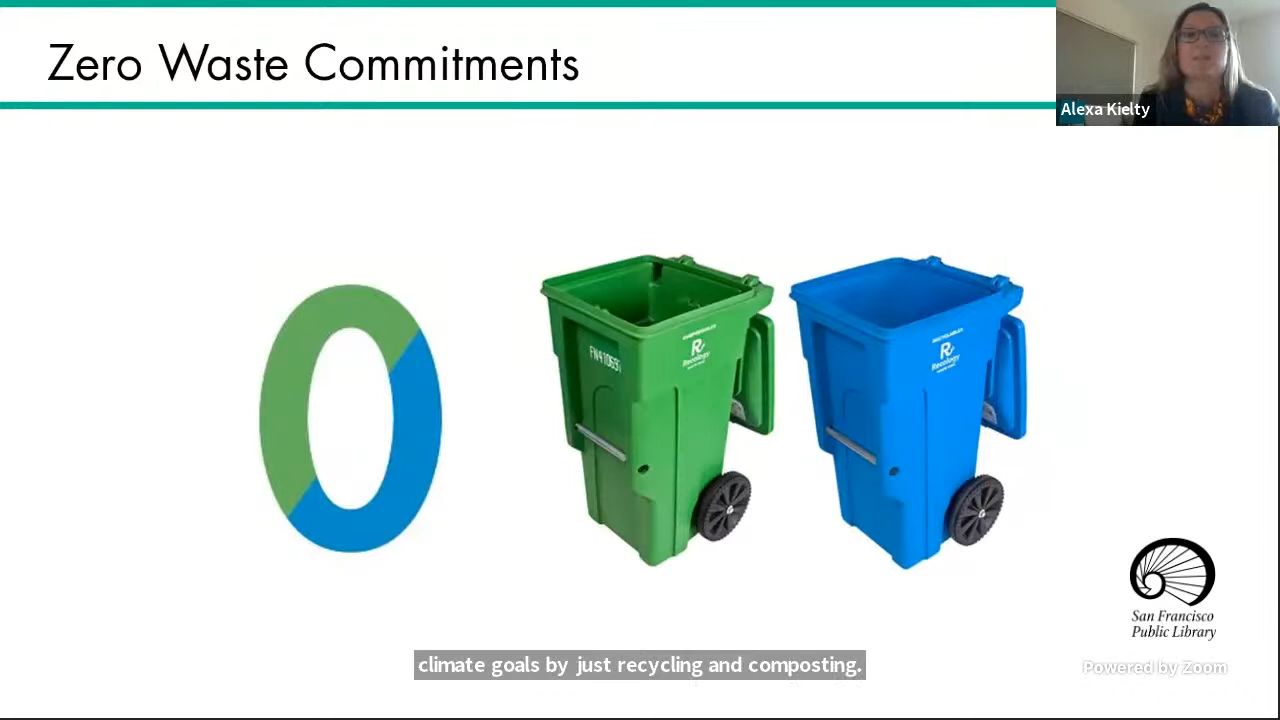 Zero Waste Commitments
Alexa Kielty
0
Recology
Recology
San Francisco
Public Library
climate goals by just recycling and composting.
Powered by Zoom